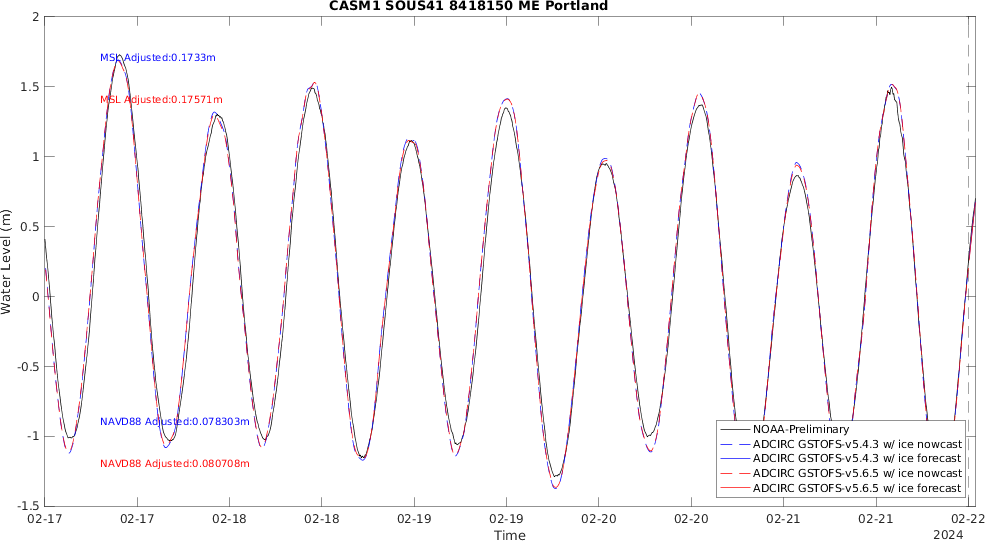 CASM1 SOUS41 8418150 ME Portland
2
MSL Adjusted:0.1733m
1.5
MSL Adjusted:0.17571m
1
0.5
Water Level (m)
0
-0.5
NAVD88 Adjusted:0.078303m
-1
NAVD88 Adjusted:0.080708m
-1.5
NOAA-Preliminary
ADCIRC GSTOFS-v5.4.3 w/ ice nowcast
ADCIRC GSTOFS-v5.4.3 w/ ice forecast
ADCIRC GSTOFS-v5.6.5 w/ ice nowcast
ADCIRC GSTOFS-v5.6.5 w/ ice forecast
02-17 02-17 02-18 02-18 02-19 02-19 02-20 02-20 02-21 02-21 02-22
Time
2024